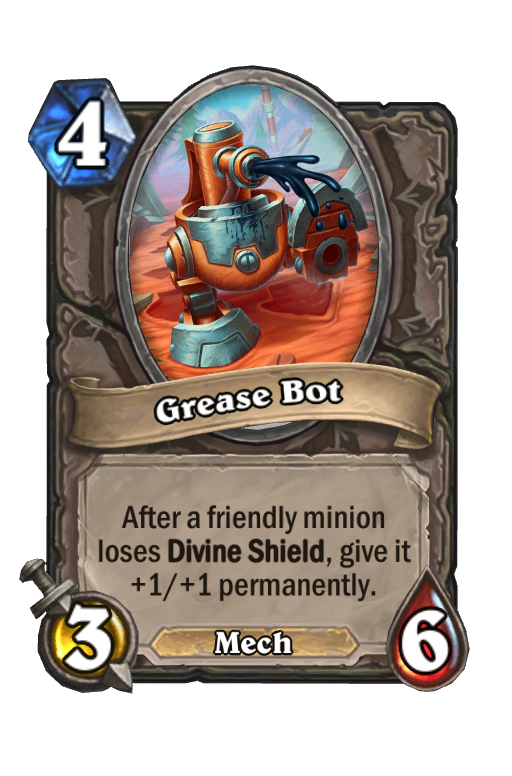 4
Grease Bot
After a friendly minion
loses Divine Shield, give it
+1/+1 permanently.
3
Mech
6